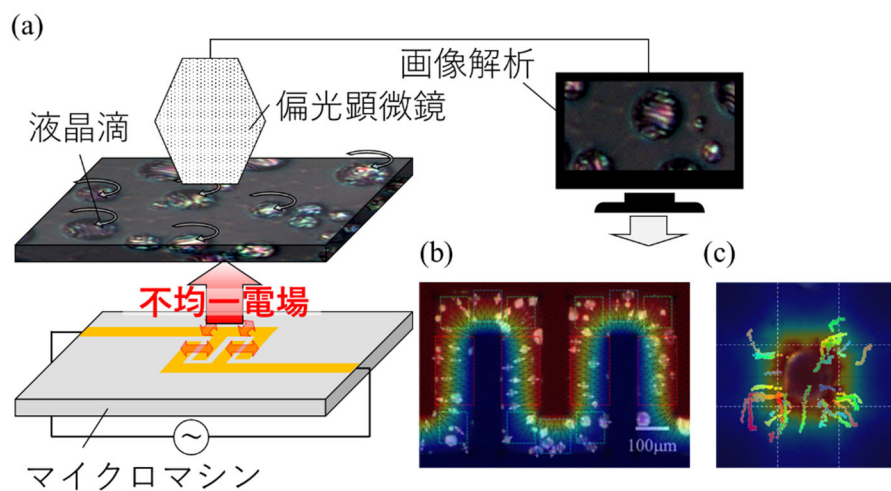 (a)
画像解析
偏光顕微鏡
液晶滴
不均一電場
~
マイクロマシン
(b)
100μm
(c)